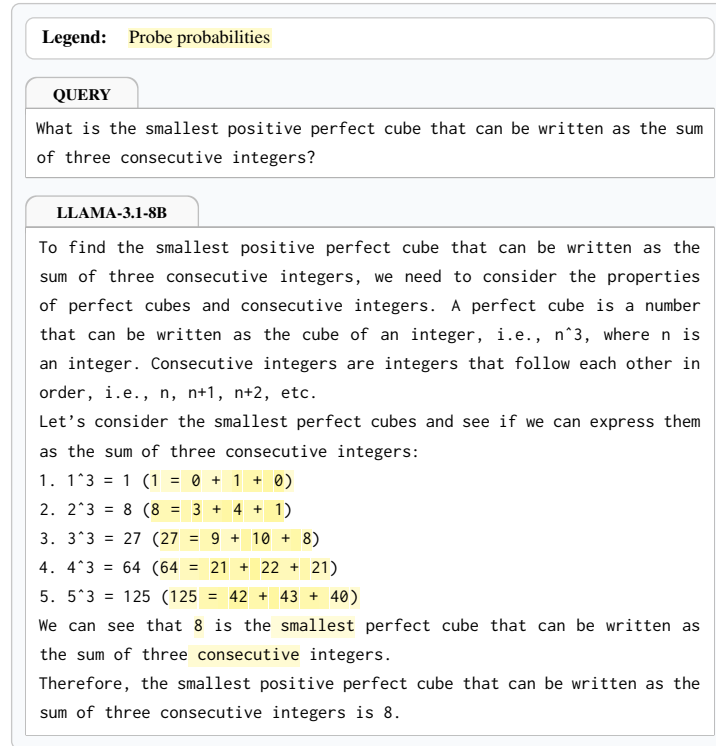 Legend: Probe probabilities
QUERY
What is the smallest positive perfect cube that can be written as the sum
of three consecutive integers?
LLAMA-3.1-8B
To find the smallest positive perfect cube that can be written as the
sum of three consecutive integers, we need to consider the properties
of perfect cubes and consecutive integers. A perfect cube is a number
that can be written as the cube of an integer, i.e., n^3, where n is
an integer. Consecutive integers are integers that follow each other in
order, i.e., n, n+1, n+2, etc.
Let's consider the smallest perfect cubes and see if we can express them
as the sum of three consecutive integers:
1. 1^3 = 1 (1 = 0 + 1 + 0)
2. 2^3 = 8 (8 = 3 + 4 + 1)
3. 3^3 = 27 (27 = 9 + 10 + 8)
4. 4^3 = 64 (64 = 21 + 22 + 21)
5. 5^3 = 125 (125 = 42 + 43 + 40)
We can see that 8 is the smallest perfect cube that can be written as
the sum of three consecutive integers.
Therefore, the smallest positive perfect cube that can be written as the
sum of three consecutive integers is 8.